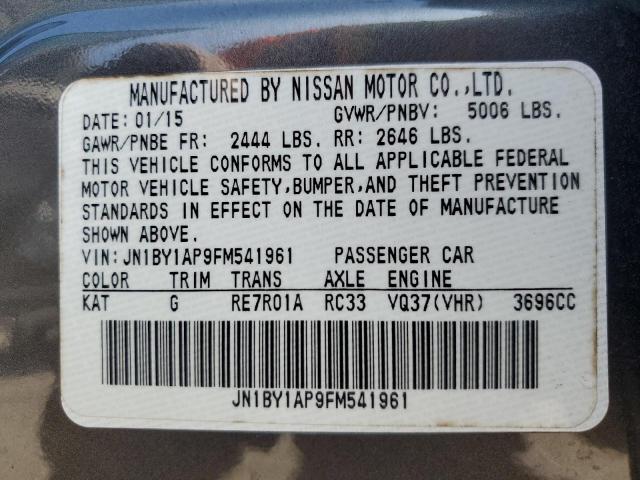 MANUFACTURED BY NISSAN MOTOR CO.,LTD.
DATE: 01/15 GVWR/PNBV: 5006 LBS.
GAWR/PNBE FR: 2444 LBS. RR: 2646 LBS.
THIS VEHICLE CONFORMS TO ALL APPLICABLE FEDERAL
MOTOR VEHICLE SAFETY,BUMPER,AND THEFT PREVENTION
STANDARDS IN EFFECT ON THE DATE OF MANUFACTURE
SHOWN ABOVE.
VIN:JN1BY1AP9FM541961 PASSENGER CAR
COLOR TRIM TRANS AXLE ENGINE
KAT G RE7R01A RC33 VQ37(VHR) 3696CC
JN1BY1AP9FM541961